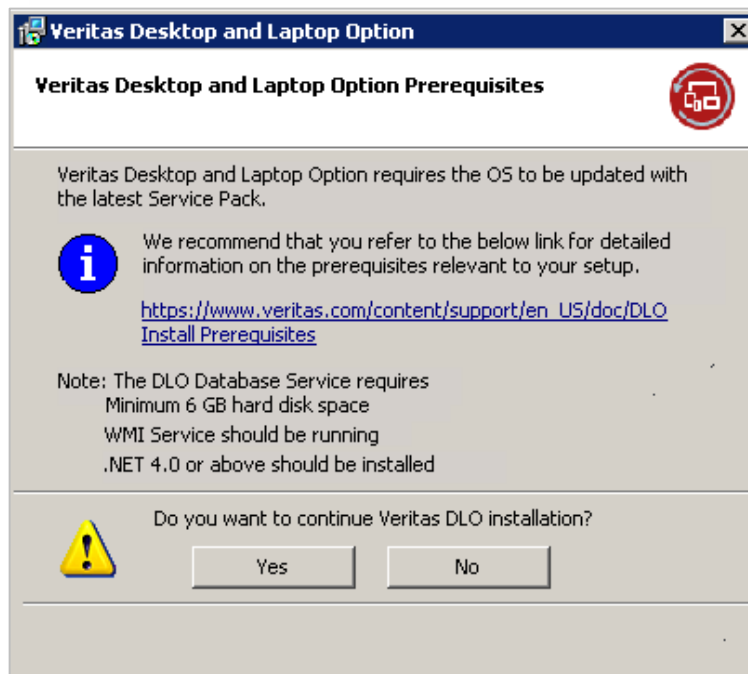 Veritas Desktop and Laptop Option
Veritas Desktop and Laptop Option Prerequisites
Veritas Desktop and Laptop Option requires the OS to be updated with
the latest Service Pack.
We recommend that you refer to the below link for detailed
information on the prerequisites relevant to your setup.
https://www.veritas.com/content/support/en_US/doc/DLO
Install Prerequisites
Note: The DLO Database Service requires
Minimum 6 GB hard disk space
WMI Service should be running
.NET 4.0 or above should be installed
Do you want to continue Veritas DLO installation?
Yes No